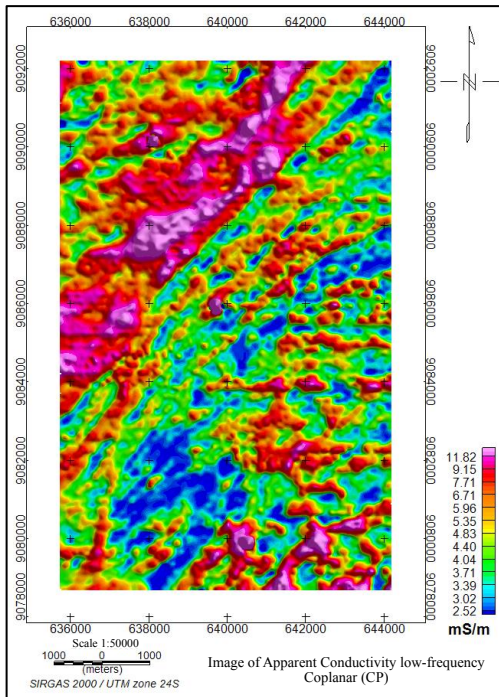 636000 638000 640000 642000 644000
9092000 9092000
9090000 9090000
9088000 9088000
9086000 9086000
9084000 9084000
9082000 9082000
9080000 9080000
9078000 9078000
N
11.82
9.15
7.71
6.71
5.96
5.35
4.83
4.40
4.04
3.71
3.39
3.02
2.52
mS/m
636000 638000 640000 642000 644000
Scale 1:50000
1000 0 1000
(meters)
SIRGAS 2000 / UTM zone 24S
Image of Apparent Conductivity low-frequency
Coplanar (CP)